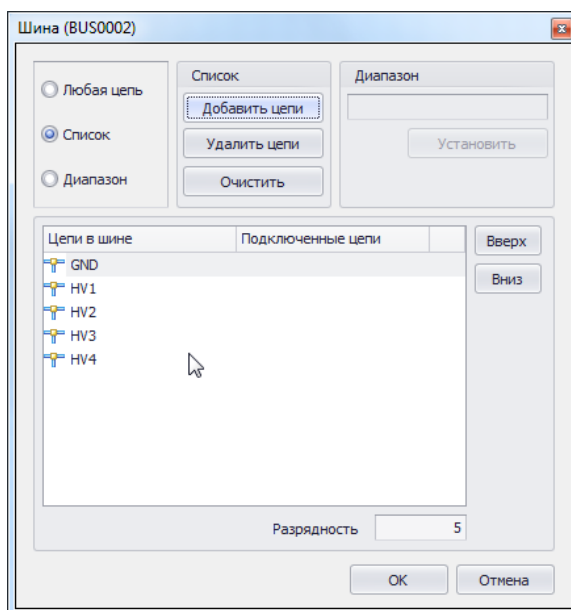 Шина (BUS0002)
Любая цепь
Список
Диапазон
Список
Добавить цепи
Удалить цепи
Очистить
Диапазон
Установить
Цепи в шине Подключенные цепи
GND
HV1
HV2
HV3
HV4
Вверх
Вниз
Разрядность 5
OK Отмена